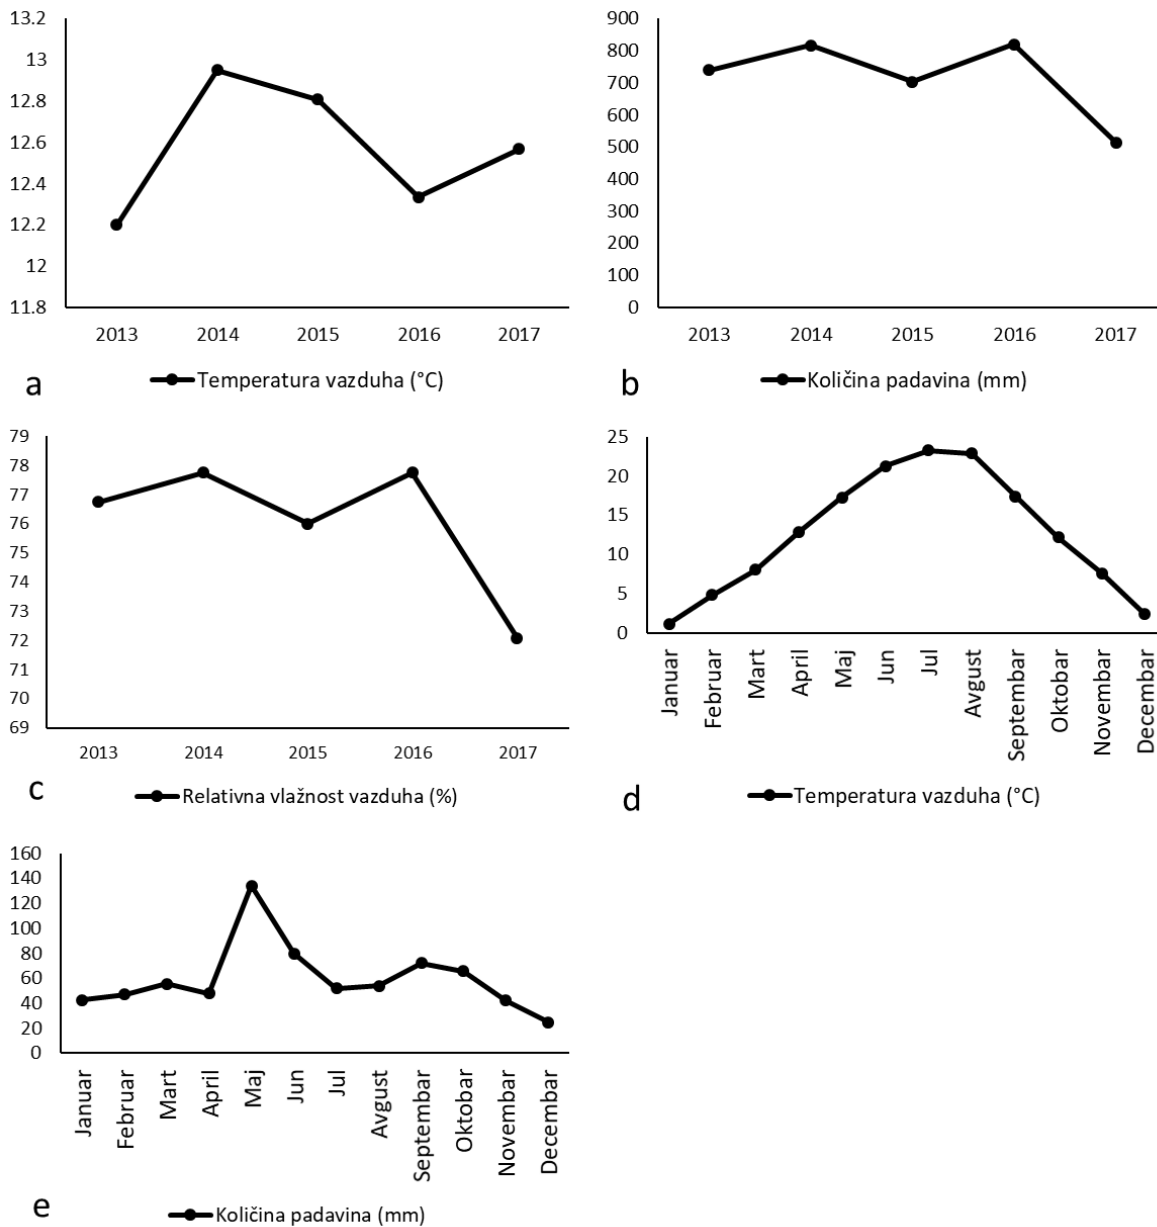 13.2
13
12.8
12.6
12.4
12.2
12
11.8
2013 2014 2015 2016 2017
a
Temperatura vazduha (°C)
900
800
700
600
500
400
300
200
100
0
2013 2014 2015 2016 2017
b
Količina padavina (mm)
79
78
77
76
75
74
73
72
71
70
69
2013 2014 2015 2016 2017
c
Relativna vlažnost vazduha (%)
25
20
15
10
5
0
Januar
Februar
Mart
April
Maj
Jun
Jul
Avgust
Septembar
Oktobar
Novembar
Decembar
d
Temperatura vazduha (°C)
160
140
120
100
80
60
40
20
0
Januar
Februar
Mart
April
Maj
Jun
Jul
Avgust
Septembar
Oktobar
Novembar
Decembar
e
Količina padavina (mm)